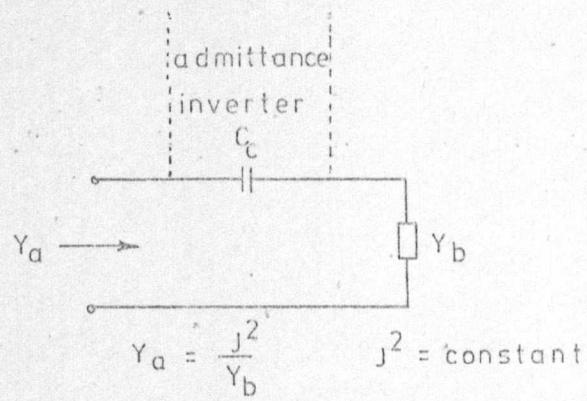 admittance
inverter
C_c
Y_a
Y_b
Y_a = J^2 / Y_b
J^2 = constant